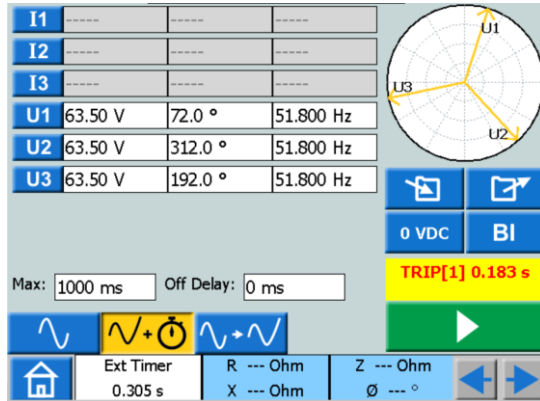 I1 ----- ----- -----
I2 ----- ----- -----
I3 ----- ----- -----
U1 63.50 V 72.0 ° 51.800 Hz
U2 63.50 V 312.0 ° 51.800 Hz
U3 63.50 V 192.0 ° 51.800 Hz
U1
U3
U2
0 VDC BI
TRIP[1] 0.183 s
Max: 1000 ms Off Delay: 0 ms
Ext Timer R --- Ohm Z --- Ohm
0.305 s X --- Ohm Ø --- °